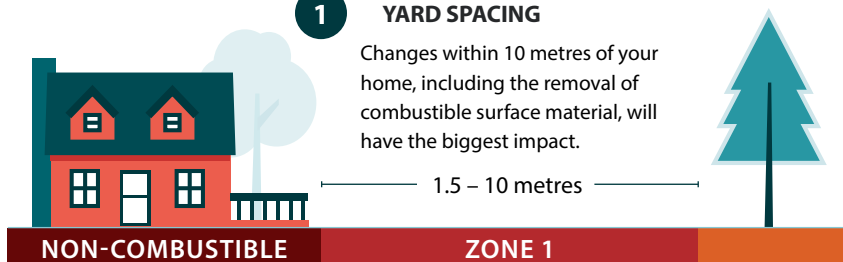 1
YARD SPACING
Changes within 10 metres of your
home, including the removal of
combustible surface material, will
have the biggest impact.
1.5 – 10 metres
NON-COMBUSTIBLE
ZONE 1